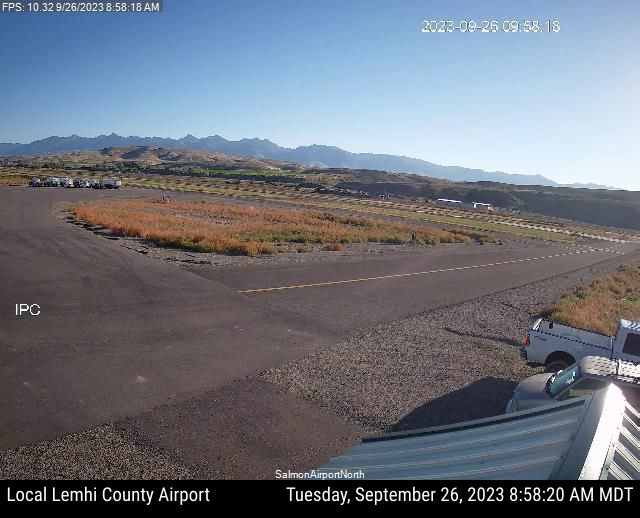 FPS: 10.32 9/26/2023 8:58:18 AM
2023-09-26 09:58:18
IPC
SalmonAirportNorth
Local Lemhi County Airport
Tuesday, September 26, 2023 8:58:20 AM MDT